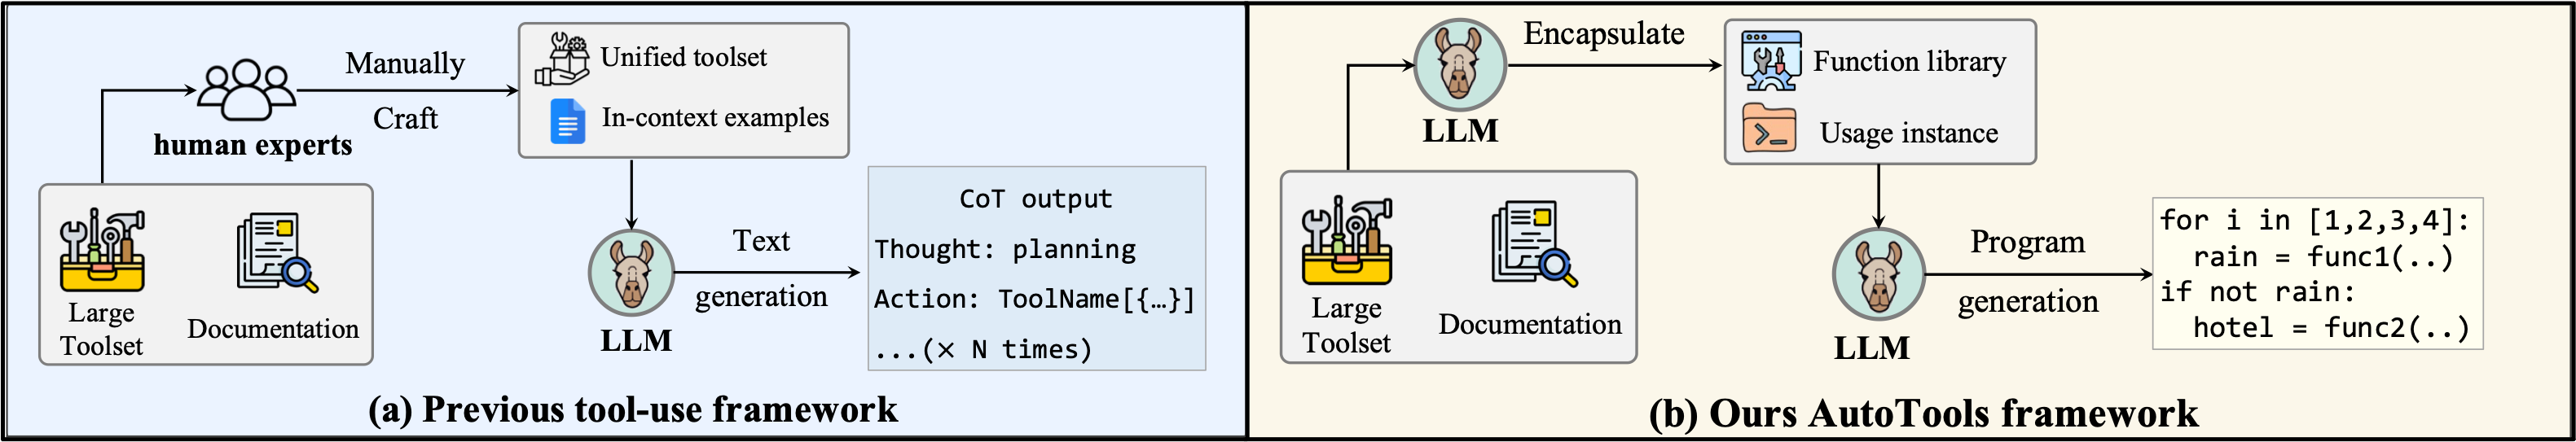 Manually
Craft
human experts
Large
Toolset
Documentation
Unified toolset
In-context examples
LLM
Text
generation
CoT output
Thought: planning
Action: ToolName[{…}]
...(× N times)
(a) Previous tool-use framework
LLM
Encapsulate
Large
Toolset
Documentation
Function library
Usage instance
LLM
Program
generation
for i in [1,2,3,4]:
  rain = func1(..)
if not rain:
  hotel = func2(..)
(b) Ours AutoTools framework